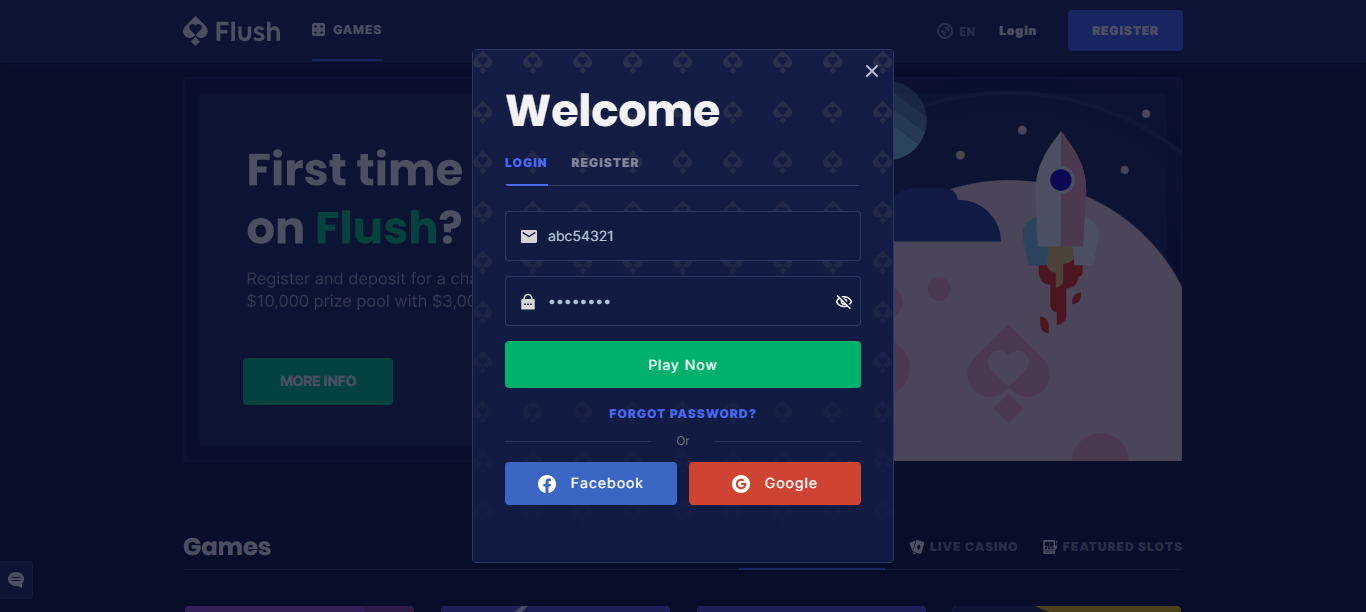 Flush
GAMES
EN
Login
REGISTER
Welcome
LOGIN
REGISTER
abc54321
••••••••
Play Now
FORGOT PASSWORD?
Or
Facebook
Google
First time
on Flush?
Register and deposit for a cha
$10,000 prize pool with $3,00
MORE INFO
Games
LIVE CASINO
FEATURED SLOTS